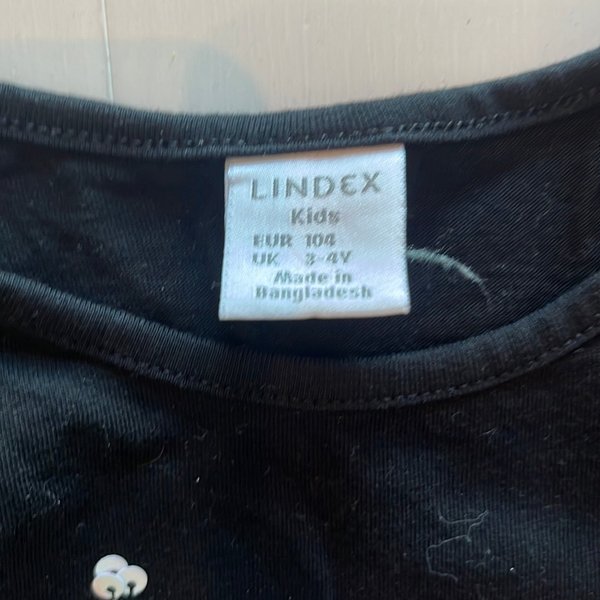 LINDEX
Kids
EUR 104
UK 3-4Y
Made in
Bangladesh